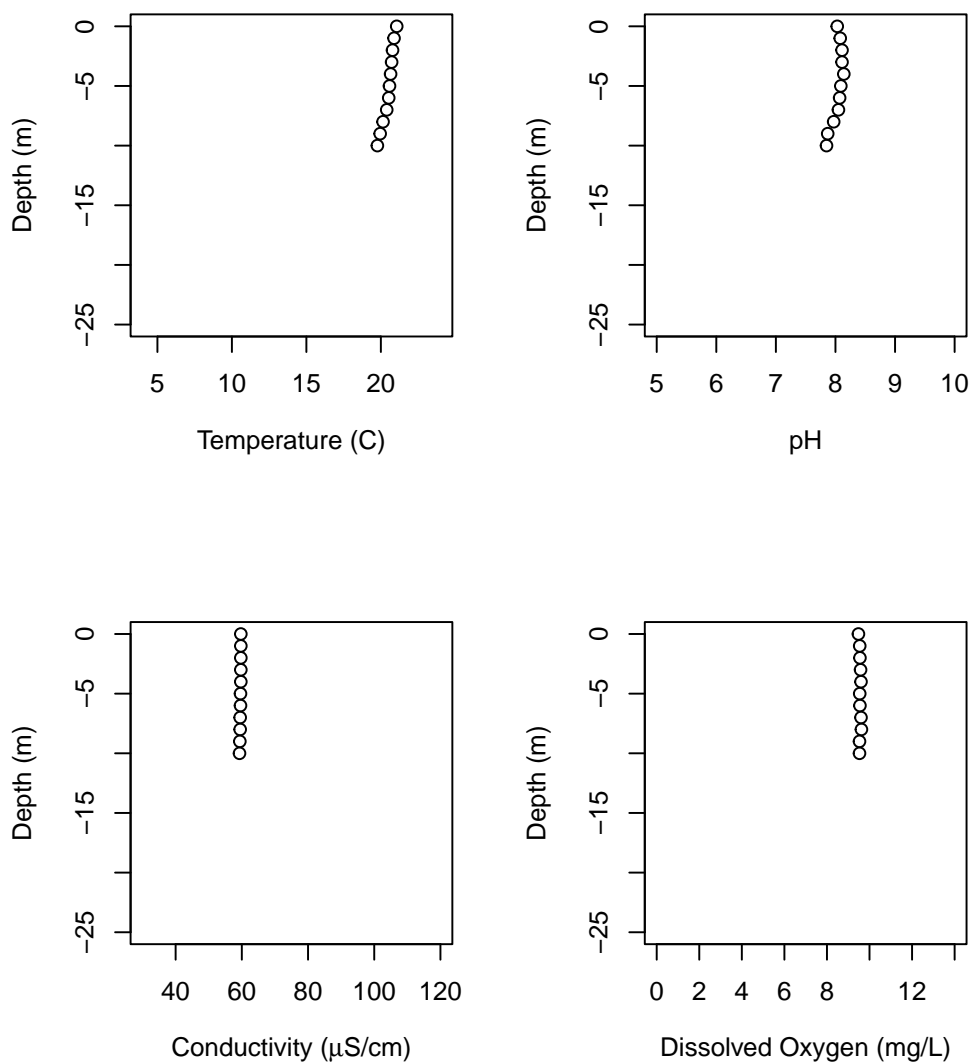 0
−5
−15
−25
Depth (m)
5 10 15 20
Temperature (C)
0
−5
−15
−25
Depth (m)
5 6 7 8 9 10
pH
0
−5
−15
−25
Depth (m)
40 60 80 100 120
Conductivity (μS/cm)
0
−5
−15
−25
Depth (m)
0 2 4 6 8 12
Dissolved Oxygen (mg/L)